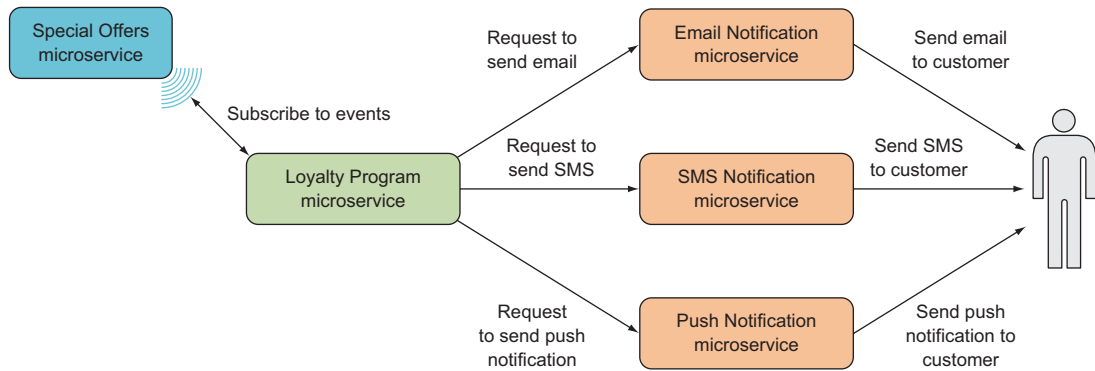 Special Offers
microservice
Subscribe to events
Loyalty Program
microservice
Request to
send email
Email Notification
microservice
Send email
to customer
Request to
send SMS
SMS Notification
microservice
Send SMS
to customer
Request
to send push
notification
Push Notification
microservice
Send push
notification to
customer